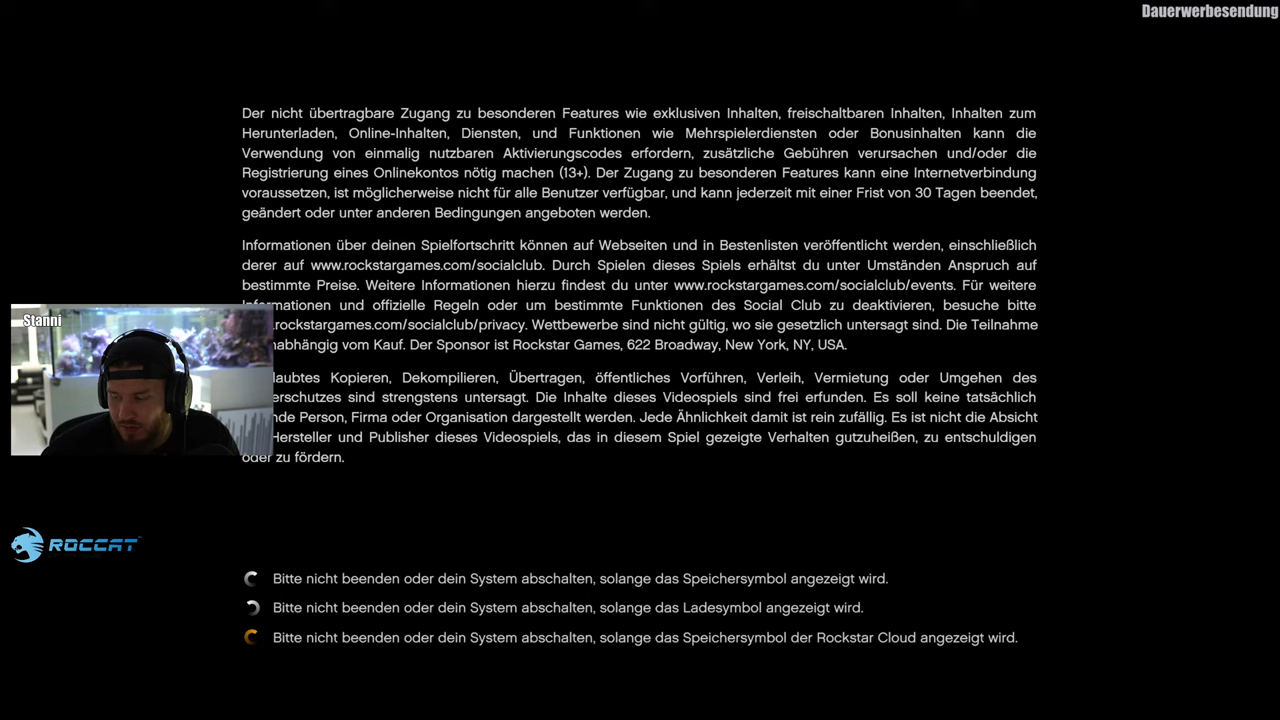 Dauerwerbesendung
Der nicht übertragbare Zugang zu besonderen Features wie exklusiven Inhalten, freischaltbaren Inhalten, Inhalten zum
Herunterladen, Online-Inhalten, Diensten, und Funktionen wie Mehrspielerdiensten oder Bonusinhalten kann die
Verwendung von einmalig nutzbaren Aktivierungscodes erfordern, zusätzliche Gebühren verursachen und/oder die
Registrierung eines Onlinekontos nötig machen (13+). Der Zugang zu besonderen Features kann eine Internetverbindung
voraussetzen, ist möglicherweise nicht für alle Benutzer verfügbar, und kann jederzeit mit einer Frist von 30 Tagen beendet,
geändert oder unter anderen Bedingungen angeboten werden.
Informationen über deinen Spielfortschritt können auf Webseiten und in Bestenlisten veröffentlicht werden, einschließlich
derer auf www.rockstargames.com/socialclub. Durch Spielen dieses Spiels erhältst du unter Umständen Anspruch auf
bestimmte Preise. Weitere Informationen hierzu findest du unter www.rockstargames.com/socialclub/events. Für weitere
Informationen und offizielle Regeln oder um bestimmte Funktionen des Social Club zu deaktivieren, besuche bitte
.rockstargames.com/socialclub/privacy. Wettbewerbe sind nicht gültig, wo sie gesetzlich untersagt sind. Die Teilnahme
nabhängig vom Kauf. Der Sponsor ist Rockstar Games, 622 Broadway, New York, NY, USA.
laubtes Kopieren, Dekompilieren, Übertragen, öffentliches Vorführen, Verleih, Vermietung oder Umgehen des
erschutzes sind strengstens untersagt. Die Inhalte dieses Videospiels sind frei erfunden. Es soll keine tatsächlich
nde Person, Firma oder Organisation dargestellt werden. Jede Ähnlichkeit damit ist rein zufällig. Es ist nicht die Absicht
Hersteller und Publisher dieses Videospiels, das in diesem Spiel gezeigte Verhalten gutzuheißen, zu entschuldigen
oder zu fördern.
Stanni
ROCCAT
Bitte nicht beenden oder dein System abschalten, solange das Speichersymbol angezeigt wird.
Bitte nicht beenden oder dein System abschalten, solange das Ladesymbol angezeigt wird.
Bitte nicht beenden oder dein System abschalten, solange das Speichersymbol der Rockstar Cloud angezeigt wird.